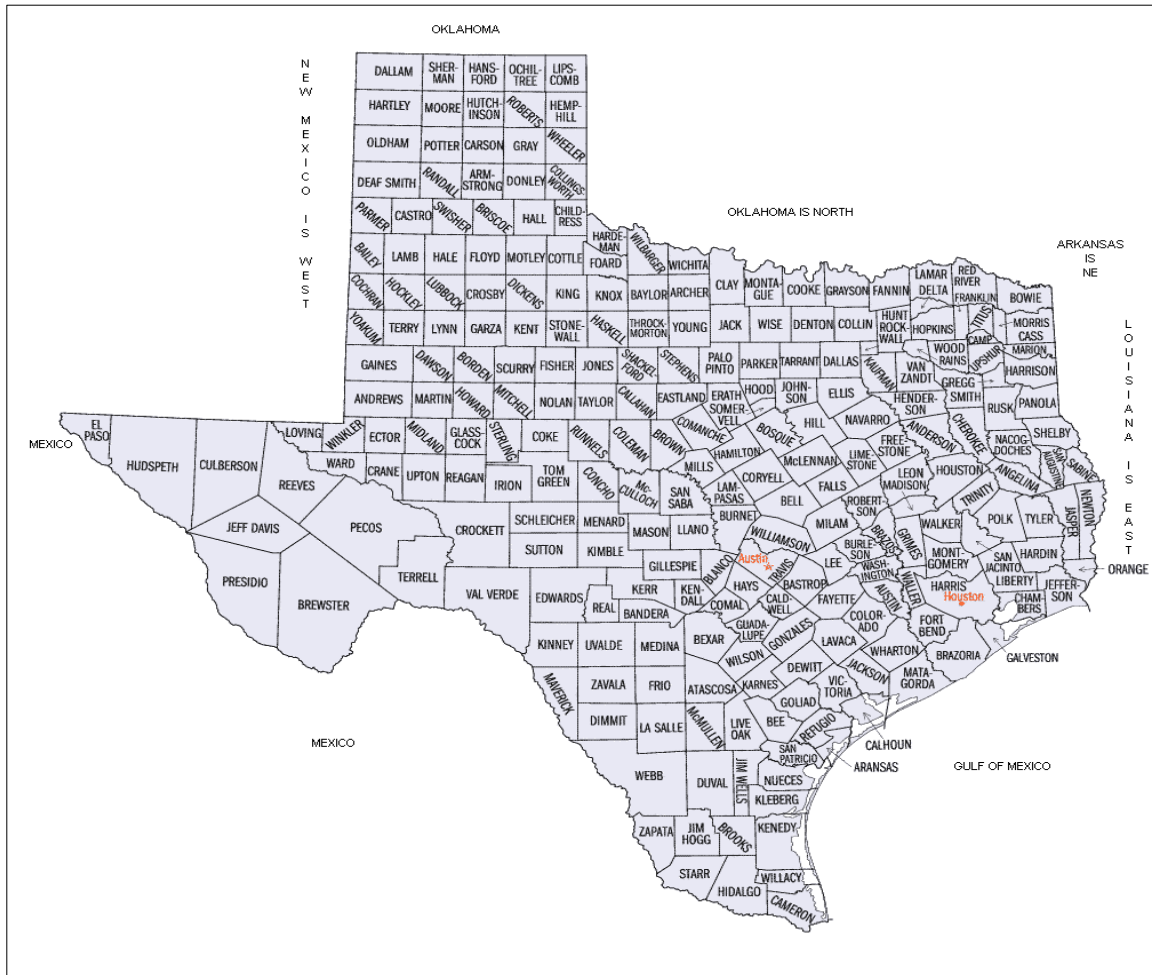 OKLAHOMA
NEW MEXICO IS WEST
DALLAM
SHER-
MAN
HANS-
FORD
OCHIL-
TREE
LIPS-
COMB
HARTLEY
MOORE
HUTCH-
INSON
ROBERTS
HEMP-
HILL
OLDHAM
POTTER
CARSON
GRAY
WHEELER
DEAF SMITH
RANDALL
ARM-
STRONG
DONLEY
COLLINGS-
WORTH
PARMER
CASTRO
SWISHER
BRISCOE
HALL
CHILD-
RESS
OKLAHOMA IS NORTH
ARKANSAS
IS
NE
BAILEY
LAMB
HALE
FLOYD
MOTLEY
COTTLE
HARDE-
MAN
FOARD
WILBARGER
WICHITA
COCHRAN
HOCKLEY
LUBBOCK
CROSBY
DICKENS
KING
KNOX
BAYLOR
ARCHER
CLAY
MONTA-
GUE
COOKE
GRAYSON
FANNIN
LAMAR
DELTA
RED
RIVER
FRANKLIN
BOWIE
YOAKUM
TERRY
LYNN
GARZA
KENT
STONE-
WALL
HASKELL
THROCK-
MORTON
YOUNG
JACK
WISE
DENTON
COLLIN
HUNT
ROCK-
WALL
HOPKINS
TITUS
MORRIS
CASS
CAMP
WOOD
RAINS
UPSHUR
MARION
LOUISIANA IS EAST
GAINES
DAWSON
BORDEN
SCURRY
FISHER
JONES
SHACKEL-
FORD
STEPHENS
PALO
PINTO
PARKER
TARRANT
DALLAS
KAUFMAN
VAN
ZANDT
GREGG
SMITH
HARRISON
ANDREWS
MARTIN
HOWARD
MITCHELL
NOLAN
TAYLOR
CALLAHAN
EASTLAND
ERATH
SOMER-
VELL
HOOD
JOHN-
SON
ELLIS
HENDER-
SON
RUSK
PANOLA
EL
PASO
MEXICO
HUDSPETH
CULBERSON
REEVES
LOVING
WINKLER
ECTOR
MIDLAND
GLASS-
COCK
STERLING
COKE
RUNNELS
COLEMAN
BROWN
COMANCHE
HAMILTON
BOSQUE
HILL
NAVARRO
FREE-
STONE
ANDERSON
CHEROKEE
NACOG-
DOCHES
SHELBY
SAN
AUGUSTINE
SABINE
WARD
CRANE
UPTON
REAGAN
IRION
TOM
GREEN
CONCHO
Mc-
CULLOCH
SAN
SABA
MILLS
LAM-
PASAS
CORYELL
McLENNAN
LIME-
STONE
FALLS
LEON
MADISON
HOUSTON
ANGELINA
TRINITY
NEWTON
JASPER
JEFF DAVIS
PECOS
CROCKETT
SCHLEICHER
MENARD
MASON
LLANO
BURNET
BELL
MILAM
ROBERT-
SON
BRAZOS
GRIMES
WALKER
POLK
TYLER
SUTTON
KIMBLE
WILLIAMSON
BURLE-
SON
WASH-
INGTON
MONT-
GOMERY
SAN
JACINTO
HARDIN
ORANGE
PRESIDIO
BREWSTER
TERRELL
VAL VERDE
EDWARDS
GILLESPIE
BLANCO
Austin
TRAVIS
LEE
BASTROP
WALLER
AUSTIN
HARRIS
Houston
LIBERTY
JEFFER-
SON
CHAM-
BERS
REAL
KERR
BANDERA
KEN-
DALL
HAYS
COMAL
CALD-
WELL
FAYETTE
COLOR-
ADO
FORT
BEND
BRAZORIA
GALVESTON
KINNEY
UVALDE
MEDINA
BEXAR
GUADA-
LUPE
GONZALES
LAVACA
WHARTON
MATA-
GORDA
MAVERICK
ZAVALA
FRIO
ATASCOSA
WILSON
KARNES
DEWITT
JACKSON
VIC-
TORIA
GOLIAD
DIMMIT
LA SALLE
McMULLEN
LIVE
OAK
BEE
REFUGIO
CALHOUN
ARANSAS
SAN
PATRICIO
MEXICO
GULF OF MEXICO
WEBB
DUVAL
JIM WELLS
NUECES
KLEBERG
ZAPATA
JIM
HOGG
BROOKS
KENEDY
STARR
HIDALGO
WILLACY
CAMERON